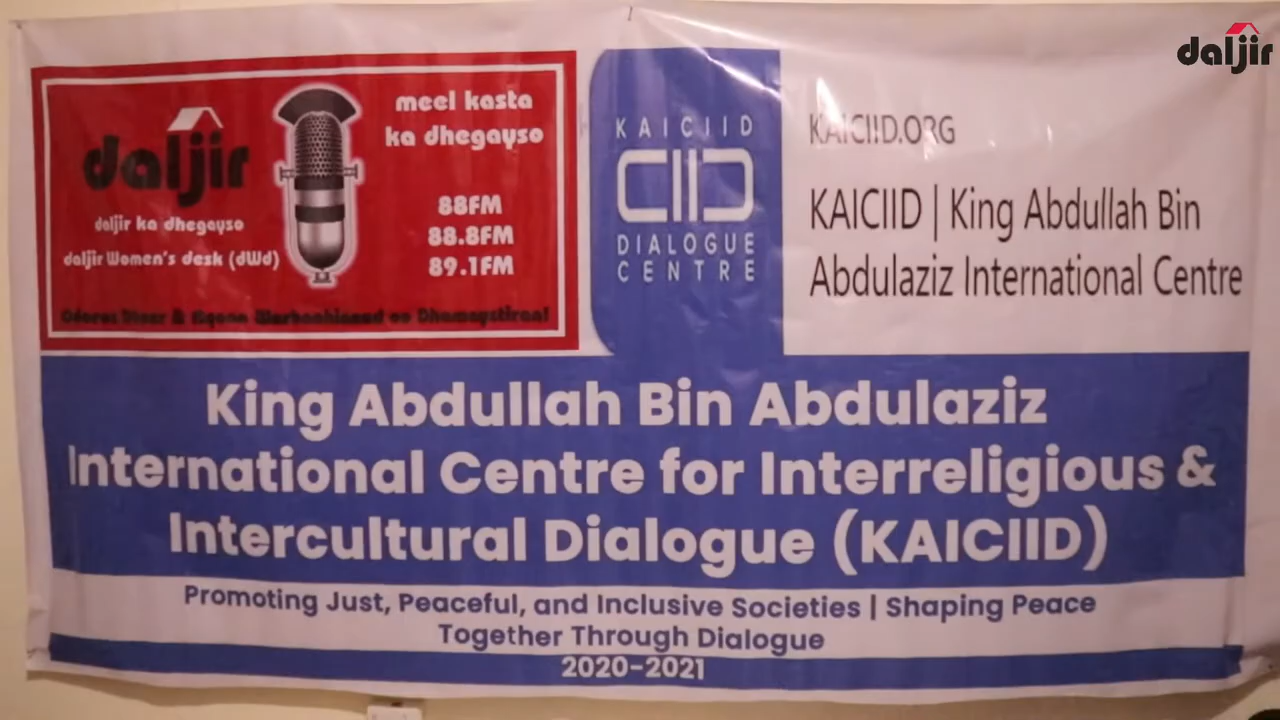 daljir
daljir
daljir ka dhegayso
daljir Women's desk (dWd)
meel kasta
ka dhegayso
88FM
88.8FM
89.1FM
KAICIID
CIID
DIALOGUE
CENTRE
KAICIID.ORG
KAICIID | King Abdullah Bin
Abdulaziz International Centre
King Abdullah Bin Abdulaziz
International Centre for Interreligious &
Intercultural Dialogue (KAICIID)
Promoting Just, Peaceful, and Inclusive Societies | Shaping Peace
Together Through Dialogue
2020-2021